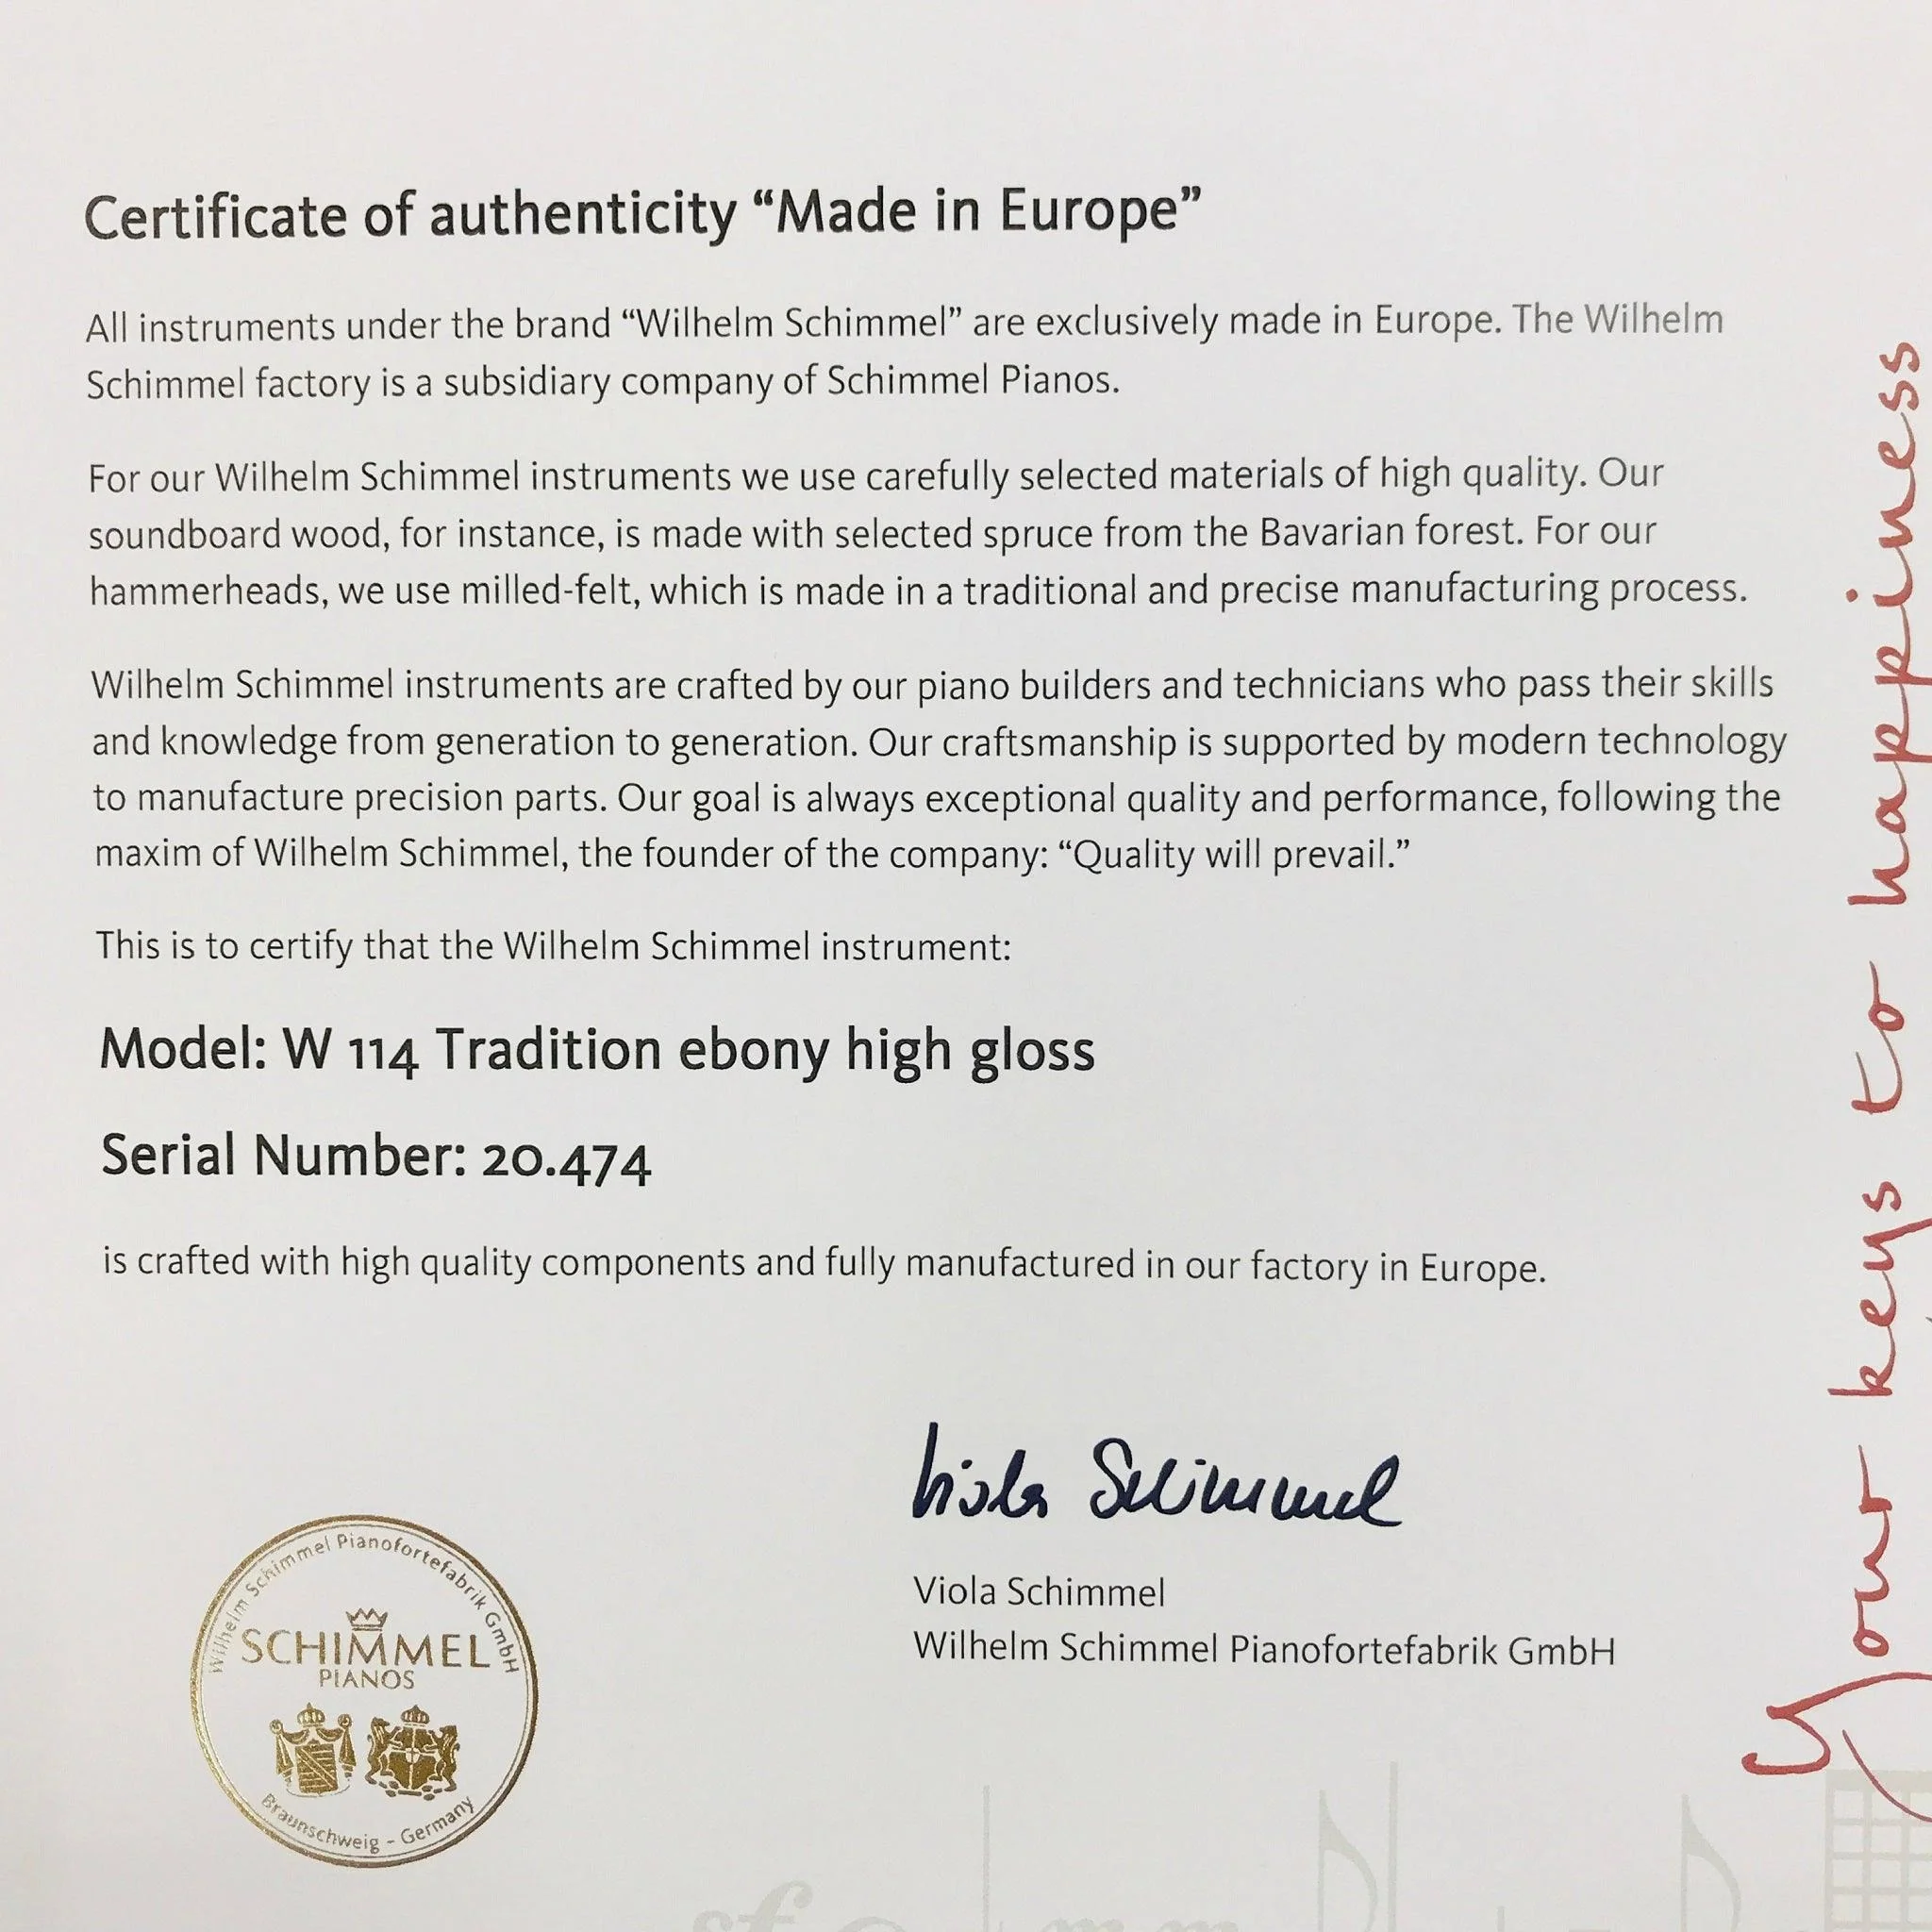 Certificate of authenticity “Made in Europe”
All instruments under the brand “Wilhelm Schimmel” are exclusively made in Europe. The Wilhelm
Schimmel factory is a subsidiary company of Schimmel Pianos.
For our Wilhelm Schimmel instruments we use carefully selected materials of high quality. Our
soundboard wood, for instance, is made with selected spruce from the Bavarian forest. For our
hammerheads, we use milled-felt, which is made in a traditional and precise manufacturing process.
Wilhelm Schimmel instruments are crafted by our piano builders and technicians who pass their skills
and knowledge from generation to generation. Our craftsmanship is supported by modern technology
to manufacture precision parts. Our goal is always exceptional quality and performance, following the
maxim of Wilhelm Schimmel, the founder of the company: “Quality will prevail.”
This is to certify that the Wilhelm Schimmel instrument:
Model: W 114 Tradition ebony high gloss
Serial Number: 20.474
is crafted with high quality components and fully manufactured in our factory in Europe.
Viola Schimmel
Viola Schimmel
Wilhelm Schimmel Pianofortefabrik GmbH
Wilhelm Schimmel Pianofortefabrik GmbH
SCHIMMEL
PIANOS
Braunschweig - Germany
Your keys to happiness